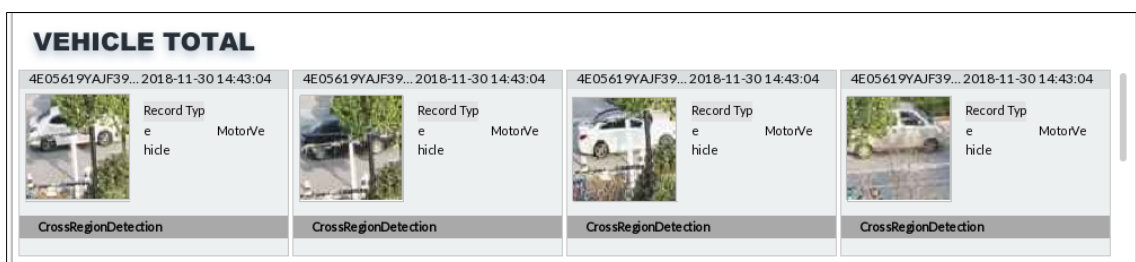 VEHICLE TOTAL
4E05619YAJF39... 2018-11-30 14:43:04
Record Typ
e MotorVe
hicle
CrossRegionDetection
4E05619YAJF39... 2018-11-30 14:43:04
Record Typ
e MotorVe
hicle
CrossRegionDetection
4E05619YAJF39... 2018-11-30 14:43:04
Record Typ
e MotorVe
hicle
CrossRegionDetection
4E05619YAJF39... 2018-11-30 14:43:04
Record Typ
e MotorVe
hicle
CrossRegionDetection